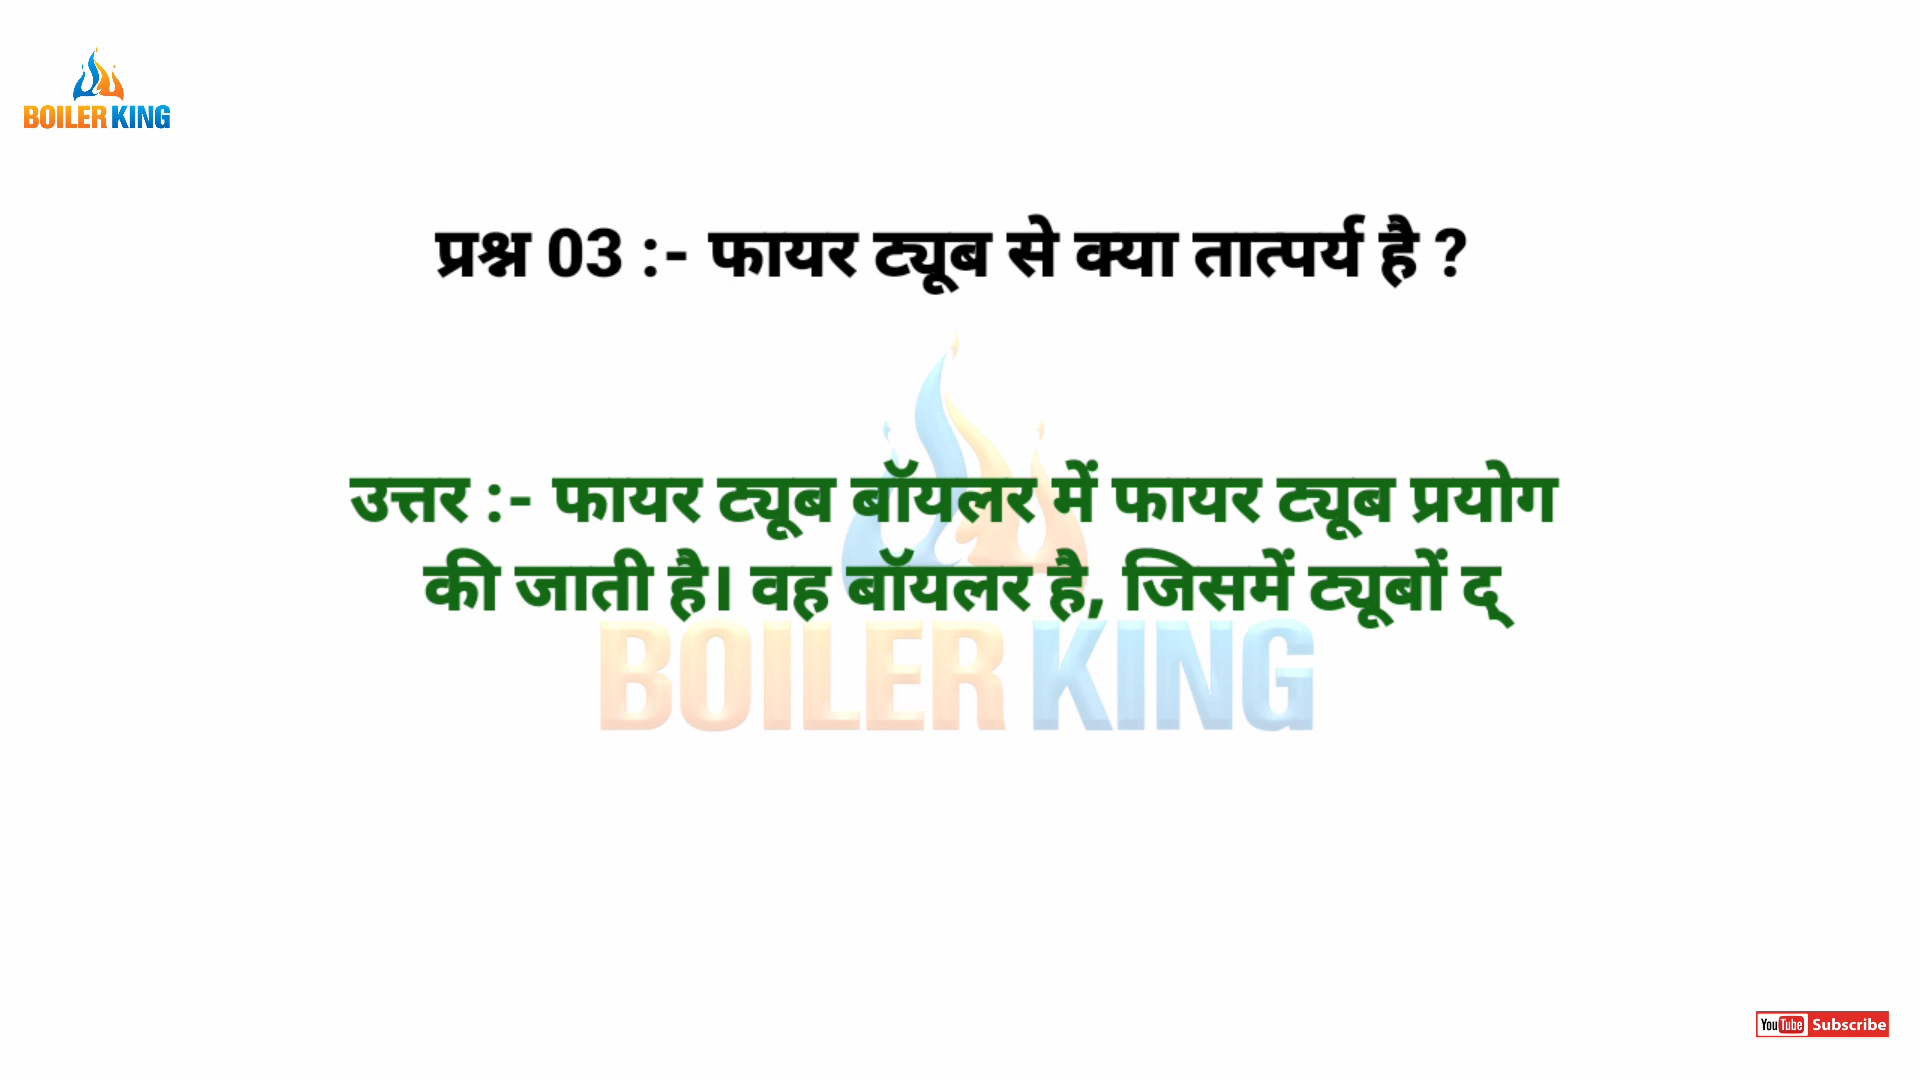 BOILER KING
प्रश्न 03 :- फायर ट्यूब से क्या तात्पर्य है ?
उत्तर :- फायर ट्यूब बॉयलर में फायर ट्यूब प्रयोग
की जाती है। वह बॉयलर है, जिसमें ट्यूबों द्
BOILER KING
YouTube Subscribe